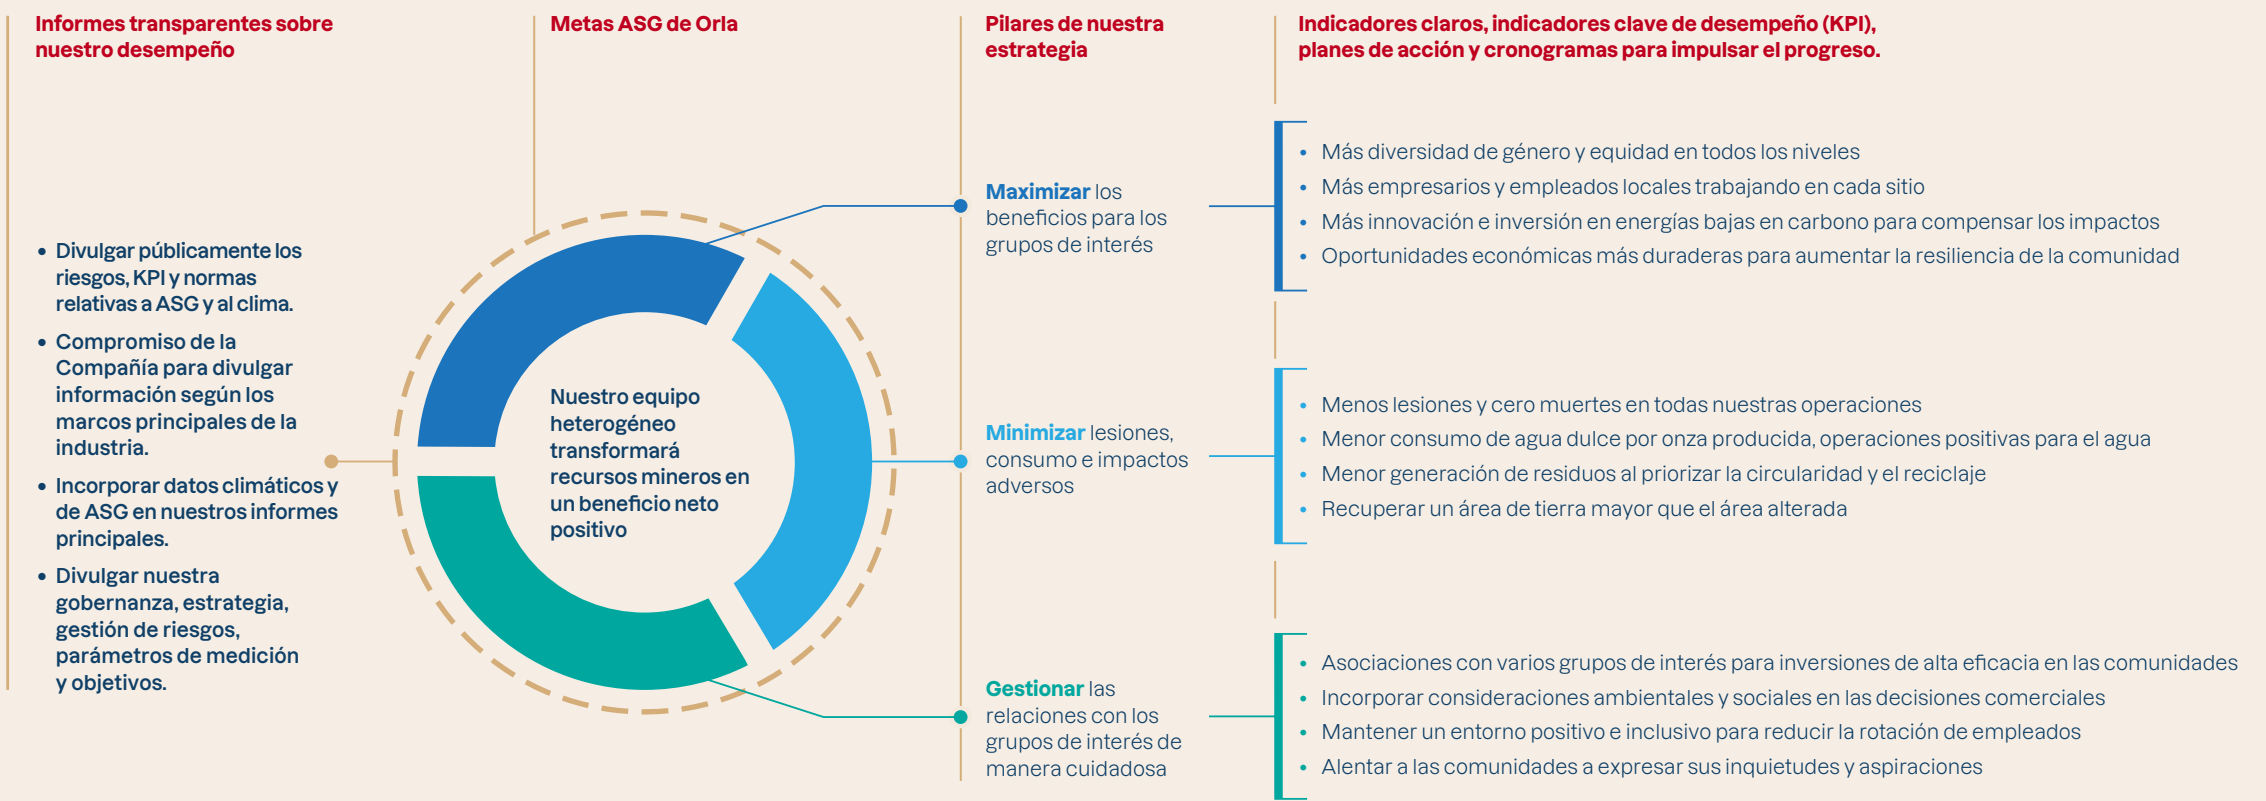 Informes transparentes sobre
nuestro desempeño
• Divulgar públicamente los
riesgos, KPI y normas
relativas a ASG y al clima.
• Compromiso de la
Compañía para divulgar
información según los
marcos principales de la
industria.
• Incorporar datos climáticos y
de ASG en nuestros informes
principales.
• Divulgar nuestra
gobernanza, estrategia,
gestión de riesgos,
parámetros de medición
y objetivos.
Metas ASG de Orla
Nuestro equipo
heterogéneo
transformará
recursos mineros en
un beneficio neto
positivo
Pilares de nuestra
estrategia
Maximizar los
beneficios para los
grupos de interés
Minimizar lesiones,
consumo e impactos
adversos
Gestionar las
relaciones con los
grupos de interés de
manera cuidadosa
Indicadores claros, indicadores clave de desempeño (KPI),
planes de acción y cronogramas para impulsar el progreso.
• Más diversidad de género y equidad en todos los niveles
• Más empresarios y empleados locales trabajando en cada sitio
• Más innovación e inversión en energías bajas en carbono para compensar los impactos
• Oportunidades económicas más duraderas para aumentar la resiliencia de la comunidad
• Menos lesiones y cero muertes en todas nuestras operaciones
• Menor consumo de agua dulce por onza producida, operaciones positivas para el agua
• Menor generación de residuos al priorizar la circularidad y el reciclaje
• Recuperar un área de tierra mayor que el área alterada
• Asociaciones con varios grupos de interés para inversiones de alta eficacia en las comunidades
• Incorporar consideraciones ambientales y sociales en las decisiones comerciales
• Mantener un entorno positivo e inclusivo para reducir la rotación de empleados
• Alentar a las comunidades a expresar sus inquietudes y aspiraciones